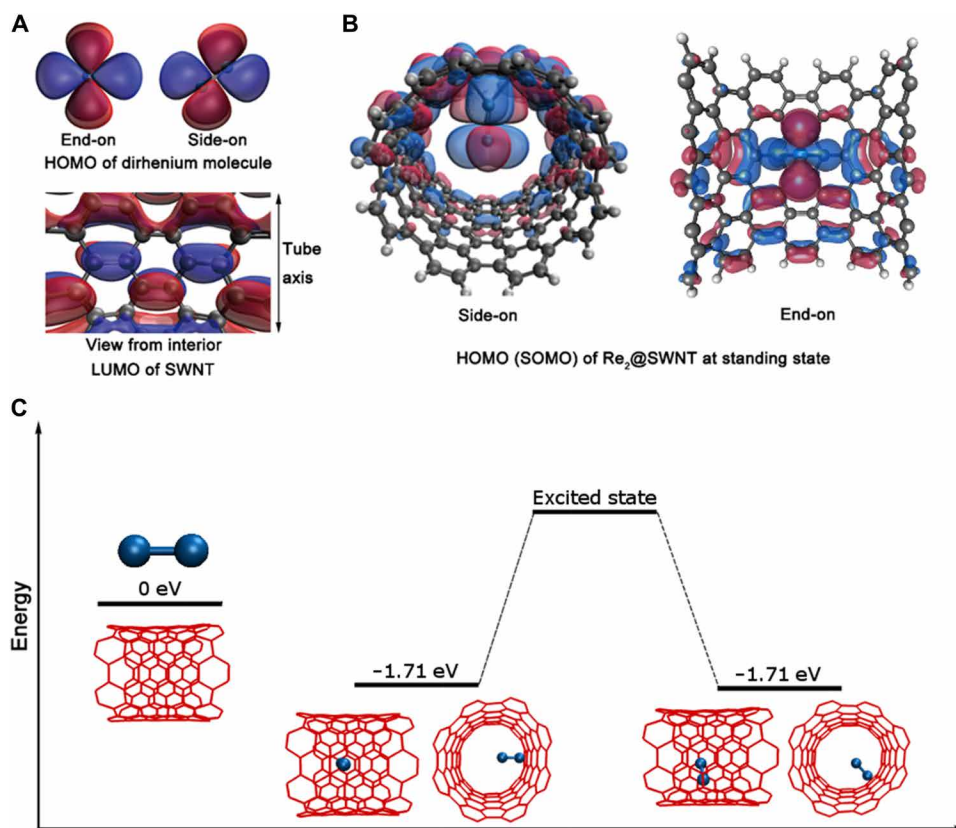 A
End-on
Side-on
HOMO of dirhenium molecule
Tube
axis
View from interior
LUMO of SWNT
B
Side-on
End-on
HOMO (SOMO) of Re₂@SWNT at standing state
C
Energy
Excited state
0 eV
–1.71 eV
–1.71 eV